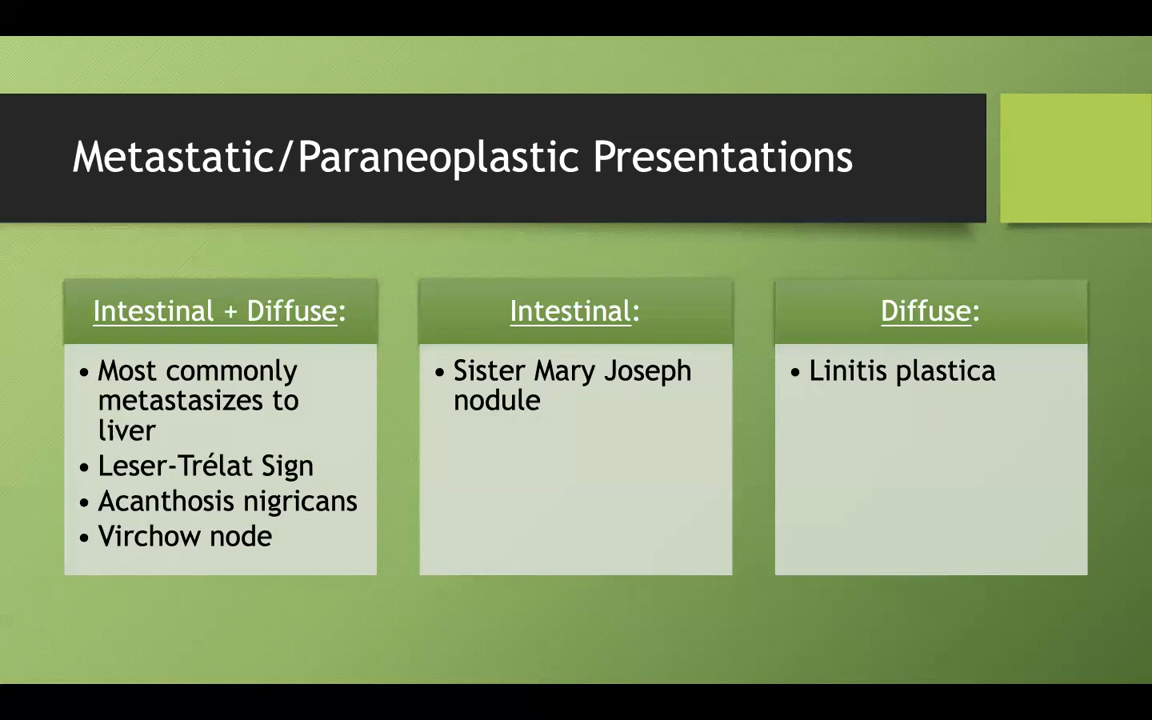 Metastatic/Paraneoplastic Presentations
Intestinal + Diffuse:
• Most commonly
metastasizes to
liver
• Leser-Trélat Sign
• Acanthosis nigricans
• Virchow node
Intestinal:
• Sister Mary Joseph
nodule
Diffuse:
• Linitis plastica